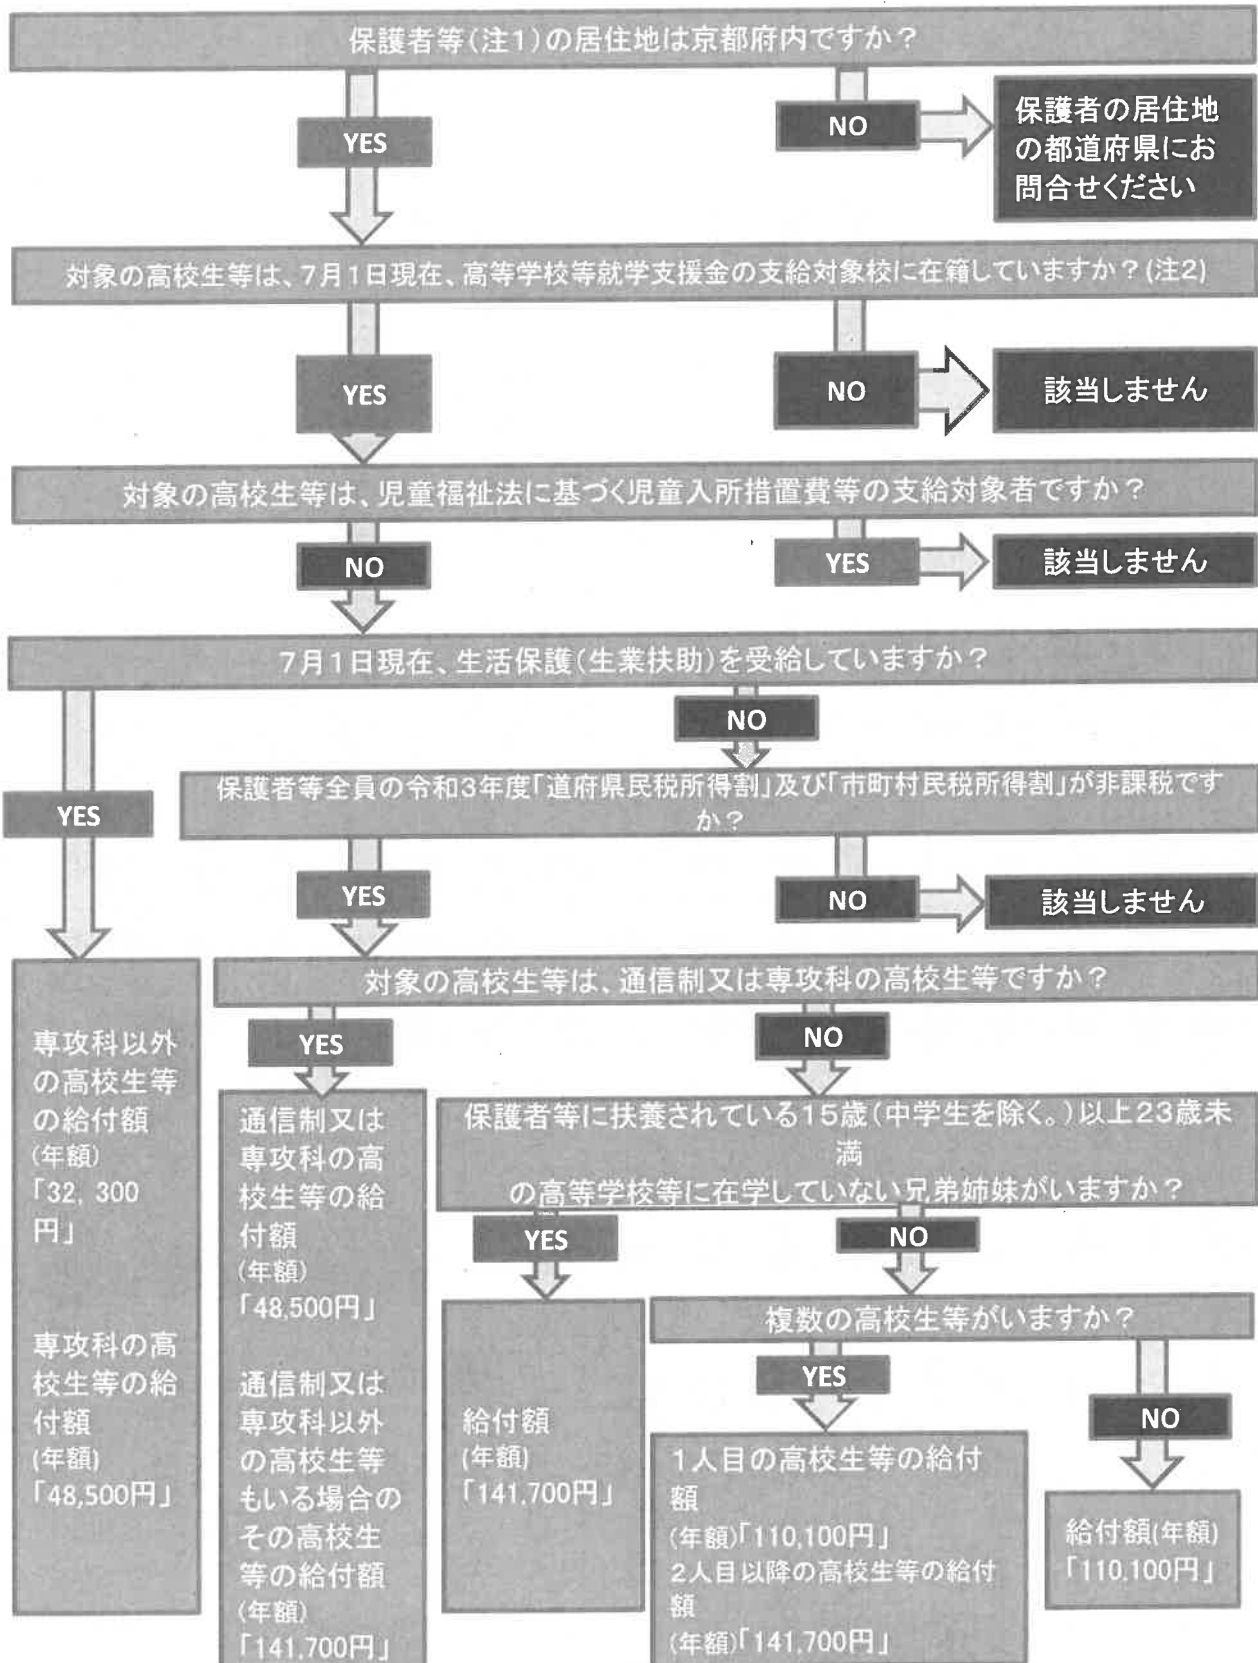 保護者等(注1)の居住地は京都府内ですか？
YES
NO
保護者の居住地
の都道府県にお
問合せください
対象の高校生等は、7月1日現在、高等学校等就学支援金の支給対象校に在籍していますか？(注2)
YES
NO
該当しません
対象の高校生等は、児童福祉法に基づく児童入所措置費等の支給対象者ですか？
NO
YES
該当しません
7月1日現在、生活保護(生業扶助)を受給していますか？
YES
NO
保護者等全員の令和3年度「道府県民税所得割」及び「市町村民税所得割」が非課税です
か？
YES
NO
該当しません
専攻科以外
の高校生等
の給付額
(年額)
「32, 300
円」
専攻科の高
校生等の給
付額
(年額)
「48,500円」
対象の高校生等は、通信制又は専攻科の高校生等ですか？
YES
NO
通信制又は
専攻科の高
校生等の給
付額
(年額)
「48,500円」
通信制又は
専攻科以外
の高校生等
もいる場合の
その高校生
等の給付額
(年額)
「141,700円」
保護者等に扶養されている15歳(中学生を除く。)以上23歳未
満
の高等学校等に在学していない兄弟姉妹がいますか？
YES
NO
給付額
(年額)
「141,700円」
複数の高校生等がいますか？
YES
NO
1人目の高校生等の給付
額
(年額)「110,100円」
2人目以降の高校生等の給付
額
(年額)「141,700円」
給付額(年額)
「110,100円」